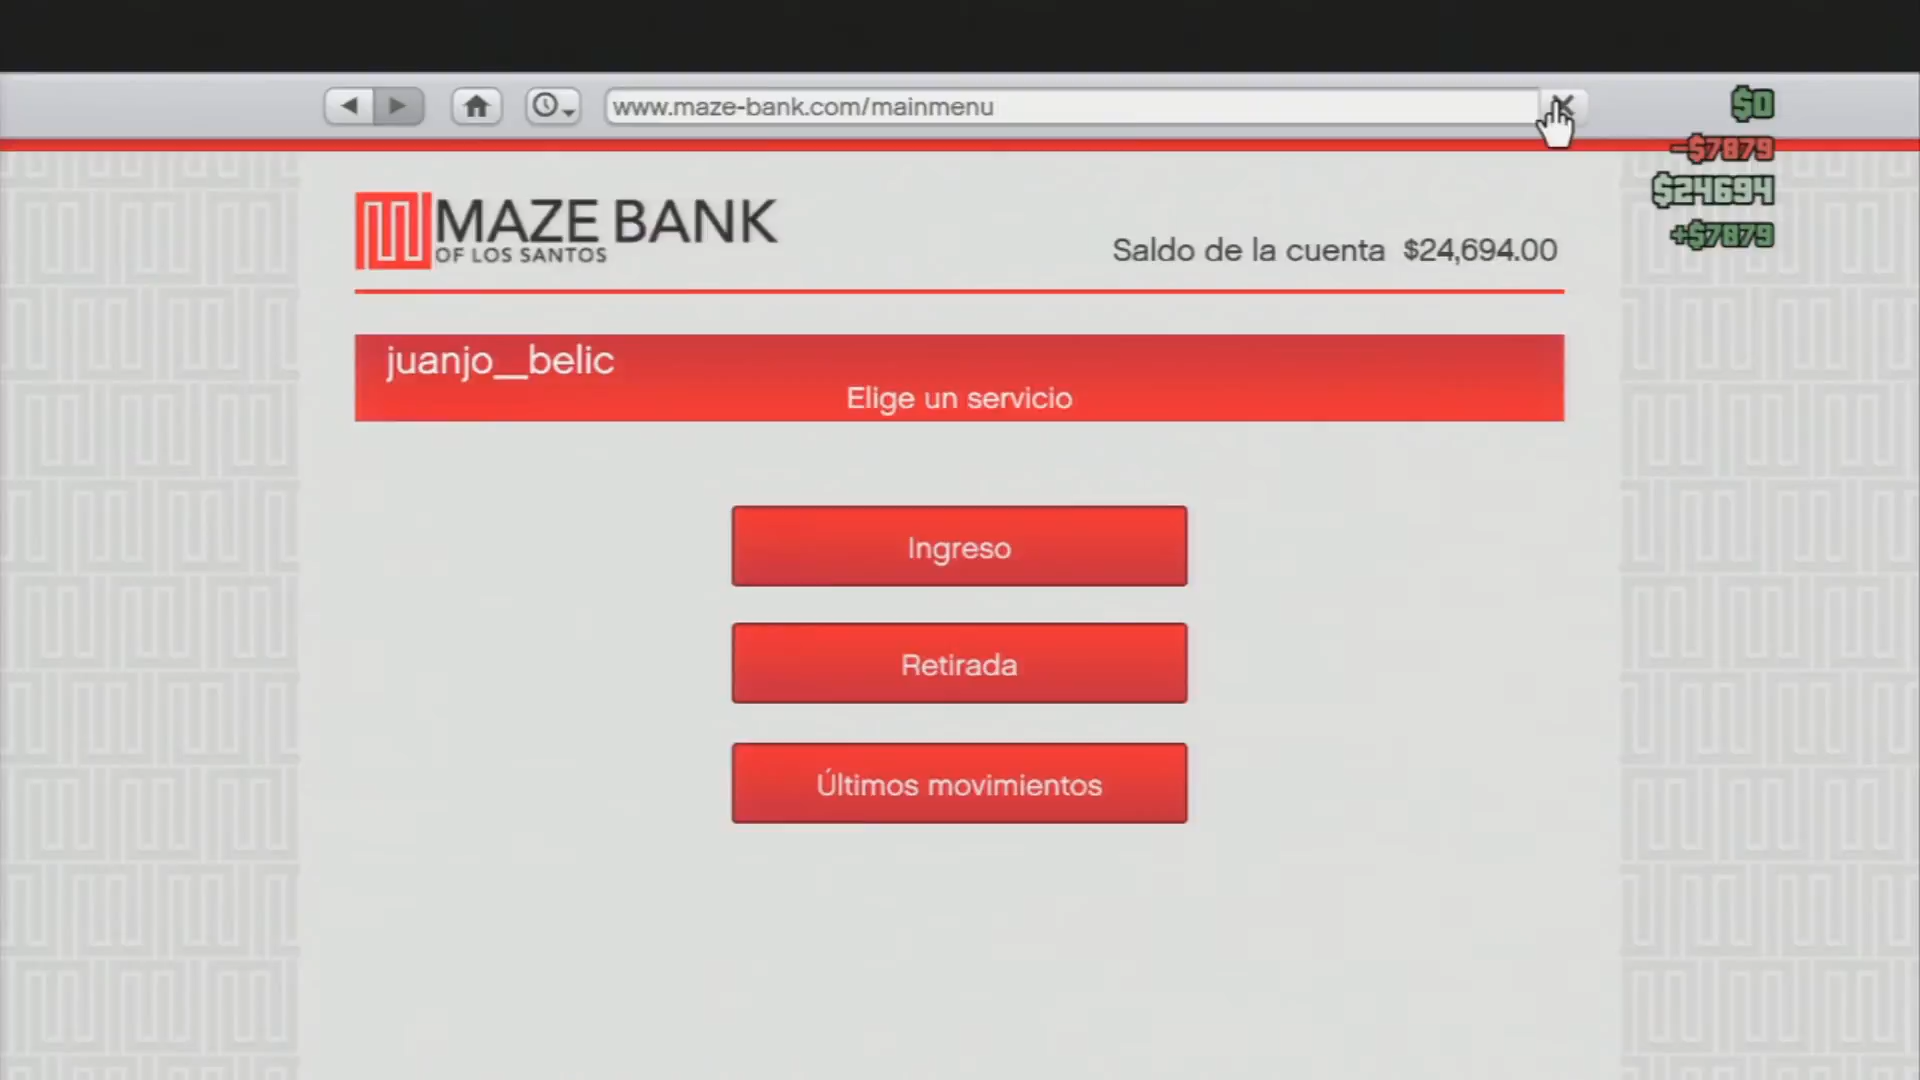 www.maze-bank.com/mainmenu
$0
-$7879
$24694
+$7879
MAZE BANK
OF LOS SANTOS
Saldo de la cuenta $24,694.00
juanjo__belic
Elige un servicio
Ingreso
Retirada
Últimos movimientos